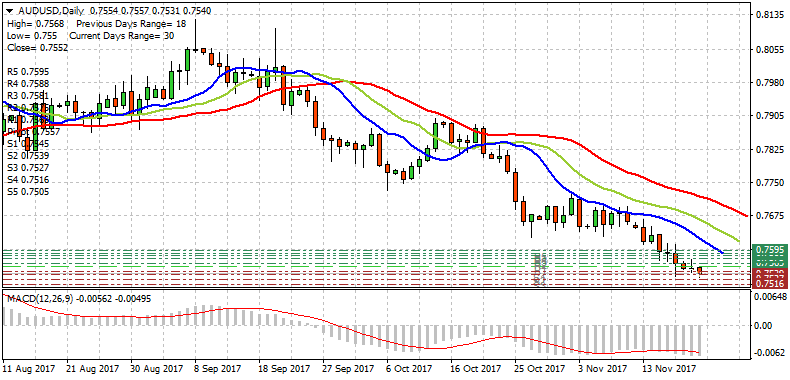 AUDUSD,Daily 0.7554 0.7557 0.7531 0.7540
High= 0.7568 Previous Days Range= 18
Low= 0.755 Current Days Range= 30
Close= 0.7552
R5 0.7595
R4 0.7588
R3 0.7581
S1 0.7545
S2 0.7539
S3 0.7527
S4 0.7516
S5 0.7505
0.8135
0.8055
0.7980
0.7905
0.7825
0.7750
0.7675
0.7595
0.7516
MACD(12,26,9) -0.00562 -0.00495
0.00648
0.00
-0.0062
11 Aug 2017 21 Aug 2017 30 Aug 2017 8 Sep 2017 18 Sep 2017 27 Sep 2017 6 Oct 2017 16 Oct 2017 25 Oct 2017 3 Nov 2017 13 Nov 2017